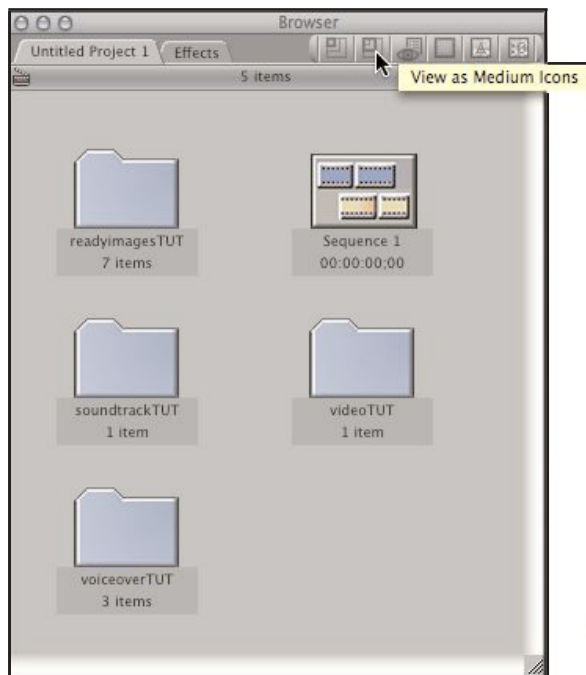 Browser
Untitled Project 1
Effects
5 items
View as Medium Icons
readyimagesTUT
7 items
Sequence 1
00:00:00;00
soundtrackTUT
1 item
videoTUT
1 item
voiceoverTUT
3 items